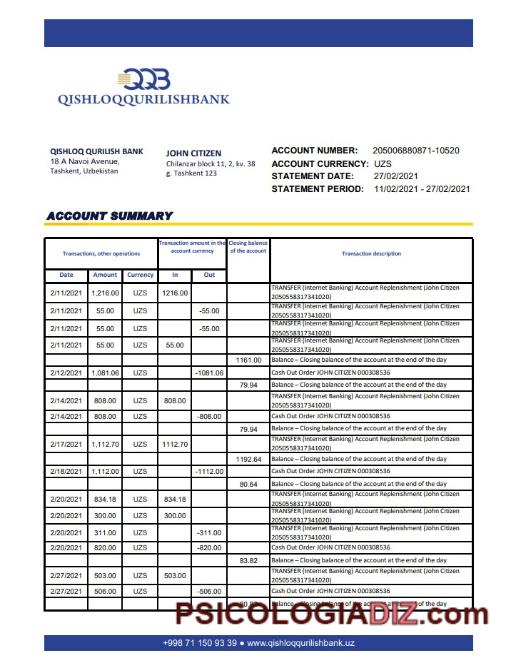 QQB
QISHLOQQURILISHBANK
QISHLOQ QURILISH BANK
18 A Navoi Avenue,
Tashkent, Uzbekistan
JOHN CITIZEN
Chilanzar block 11, 2, kv. 38
g. Tashkent 123
ACCOUNT NUMBER: 205006880871-10520
ACCOUNT CURRENCY: UZS
STATEMENT DATE: 27/02/2021
STATEMENT PERIOD: 11/02/2021 - 27/02/2021
ACCOUNT SUMMARY
Transactions, other operations
Transaction amount in the
account currency
Closing balance
of the account
Transaction description
Date Amount Currency In Out
2/11/2021 1,216.00 UZS 1216.00 TRANSFER (Internet Banking) Account Replenishment (John Citizen
2050558317341020)
2/11/2021 55.00 UZS -55.00 TRANSFER (Internet Banking) Account Replenishment (John Citizen
2050558317341020)
2/11/2021 55.00 UZS -55.00 TRANSFER (Internet Banking) Account Replenishment (John Citizen
2050558317341020)
2/11/2021 55.00 UZS 55.00 TRANSFER (Internet Banking) Account Replenishment (John Citizen
2050558317341020)
1161.00 Balance – Closing balance of the account at the end of the day
2/12/2021 1,081.06 UZS -1081.06 Cash Out Order JOHN CITIZEN 000308536
79.94 Balance – Closing balance of the account at the end of the day
2/14/2021 808.00 UZS 808.00 TRANSFER (Internet Banking) Account Replenishment (John Citizen
2050558317341020)
2/14/2021 808.00 UZS -808.00 Cash Out Order JOHN CITIZEN 000308536
79.94 Balance – Closing balance of the account at the end of the day
2/17/2021 1,112.70 UZS 1112.70 TRANSFER (Internet Banking) Account Replenishment (John Citizen
2050558317341020)
1192.64 Balance – Closing balance of the account at the end of the day
2/18/2021 1,112.00 UZS -1112.00 Cash Out Order JOHN CITIZEN 000308536
80.64 Balance – Closing balance of the account at the end of the day
2/20/2021 834,18 UZS 834,18 TRANSFER (Internet Banking) Account Replenishment (John Citizen
2050558317341020)
2/20/2021 300.00 UZS 300.00 TRANSFER (Internet Banking) Account Replenishment (John Citizen
2050558317341020)
2/20/2021 311.00 UZS -311.00 TRANSFER (Internet Banking) Account Replenishment (John Citizen
2050558317341020)
2/20/2021 820.00 UZS -820.00 Cash Out Order JOHN CITIZEN 000308536
83.82 Balance – Closing balance of the account at the end of the day
2/27/2021 503.00 UZS 503.00 TRANSFER (Internet Banking) Account Replenishment (John Citizen
2050558317341020)
2/27/2021 506.00 UZS -506.00 Cash Out Order JOHN CITIZEN 000308536
Balance – Closing balance of the account at the end of the day
PSICOLOGIADIZ.com
+998 71 150 93 39 ● www.qishloqqurilishbank.uz